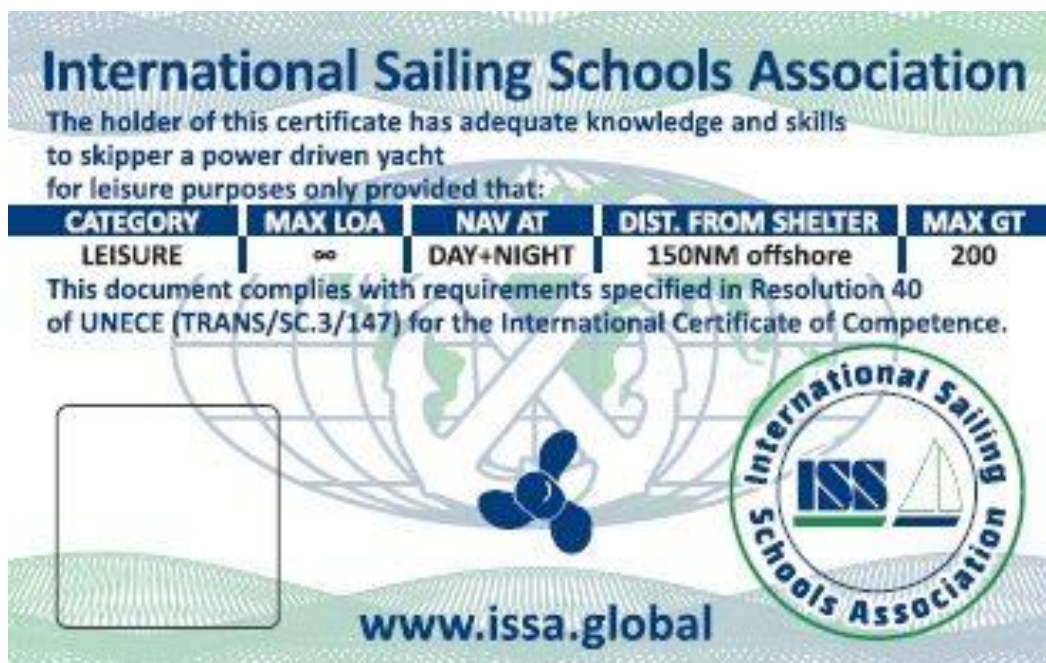 International Sailing Schools Association
The holder of this certificate has adequate knowledge and skills
to skipper a power driven yacht
for leisure purposes only provided that:
CATEGORY MAX LOA NAV AT DIST. FROM SHELTER MAX GT
LEISURE ∞ DAY+NIGHT 150NM offshore 200
This document complies with requirements specified in Resolution 40
of UNECE (TRANS/SC.3/147) for the International Certificate of Competence.
International Sailing
ISS
Schools Association
www.issa.global